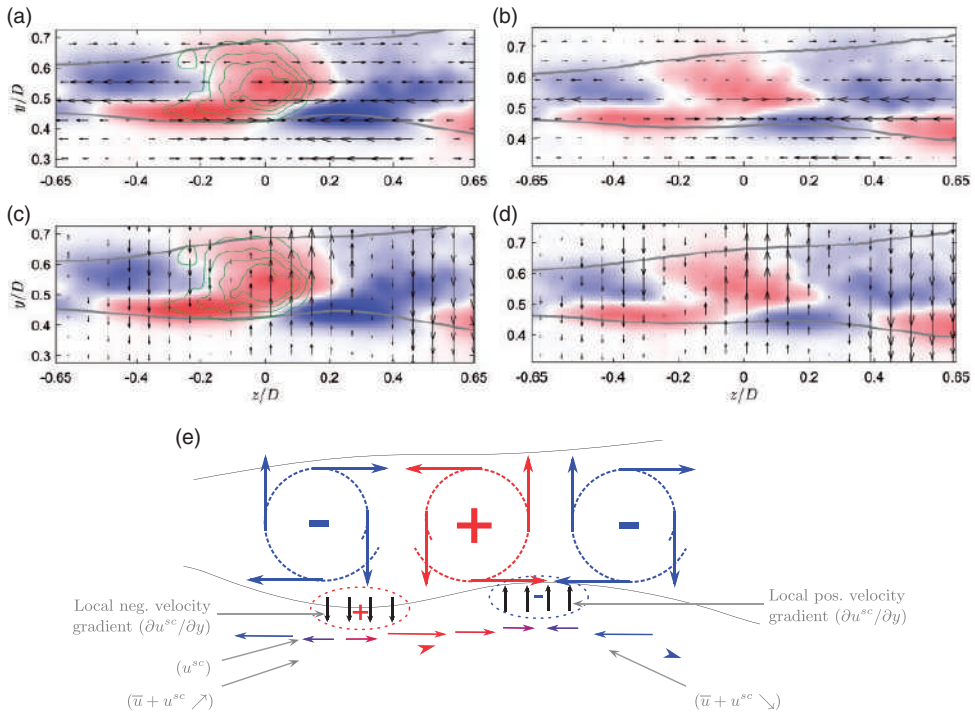 (a)
(b)
0.7
0.6
0.5
0.4
0.3
y/D
-0.65 -0.4 -0.2 0 0.2 0.4 0.65
0.7
0.6
0.5
0.4
-0.65 -0.4 -0.2 0 0.2 0.4 0.65
(c)
(d)
0.7
0.6
0.5
0.4
0.3
y/D
-0.65 -0.4 -0.2 0 0.2 0.4 0.65
z/D
0.7
0.6
0.5
0.4
-0.65 -0.4 -0.2 0 0.2 0.4 0.65
z/D
(e)
- + -
+ -
Local neg. velocity
gradient (∂u^{sc}/∂y)
Local pos. velocity
gradient (∂u^{sc}/∂y)
(u^{sc})
(u̅ + u^{sc} ↗)
(u̅ + u^{sc} ↘)